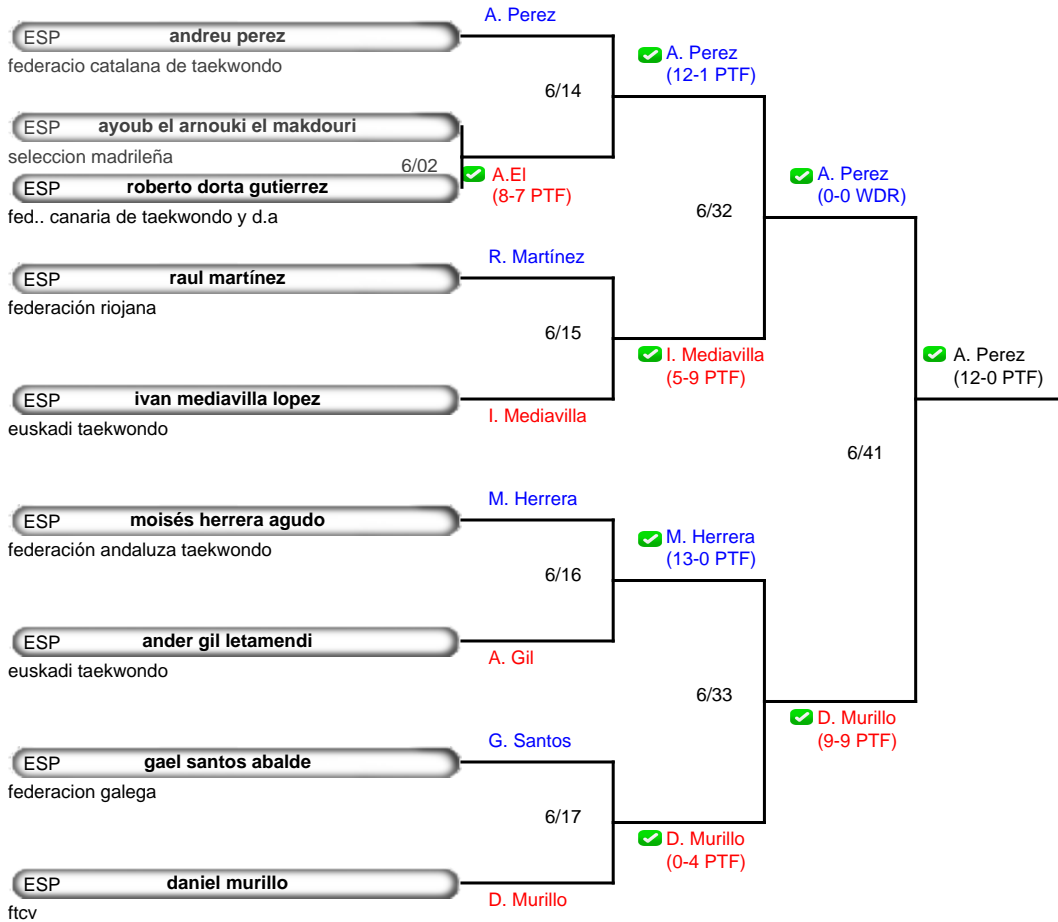 A. Perez
ESP andreu perez
federacio catalana de taekwondo
6/14
A. Perez
(12-1 PTF)
ESP ayoub el arnouki el makdouri
seleccion madrileña
6/02
A.El
(8-7 PTF)
ESP roberto dorta gutierrez
fed.. canaria de taekwondo y d.a
6/32
A. Perez
(0-0 WDR)
R. Martínez
ESP raul martínez
federación riojana
6/15
I. Mediavilla
(5-9 PTF)
ESP ivan mediavilla lopez
euskadi taekwondo
I. Mediavilla
A. Perez
(12-0 PTF)
6/41
M. Herrera
ESP moisés herrera agudo
federación andaluza taekwondo
6/16
M. Herrera
(13-0 PTF)
ESP ander gil letamendi
euskadi taekwondo
A. Gil
6/33
D. Murillo
(9-9 PTF)
G. Santos
ESP gael santos abalde
federacion galega
6/17
D. Murillo
(0-4 PTF)
ESP daniel murillo
ftcv
D. Murillo